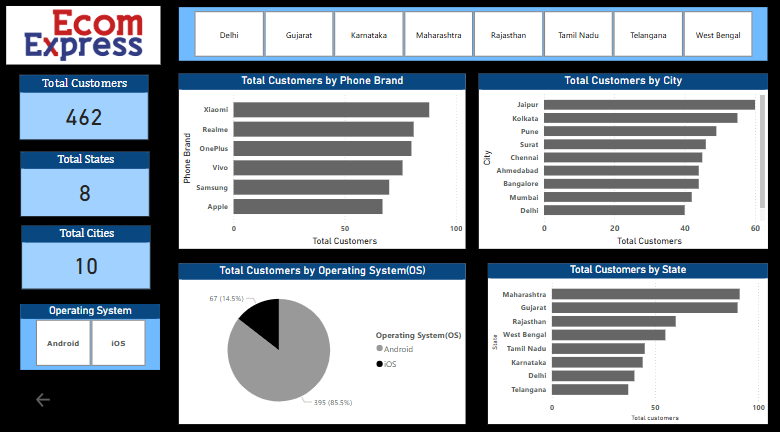 Ecom
Express
Delhi
Gujarat
Karnataka
Maharashtra
Rajasthan
Tamil Nadu
Telangana
West Bengal
Total Customers
462
Total States
8
Total Cities
10
Operating System
Android
iOS
Total Customers by Phone Brand
Phone Brand
Xiaomi
Realme
OnePlus
Vivo
Samsung
Apple
0
50
100
Total Customers
Total Customers by City
City
Jaipur
Kolkata
Pune
Surat
Chennai
Ahmedabad
Bangalore
Mumbai
Delhi
0
20
40
60
Total Customers
Total Customers by Operating System(OS)
67 (14.5%)
395 (85.5%)
Operating System(OS)
Android
iOS
Total Customers by State
State
Maharashtra
Gujarat
Rajasthan
West Bengal
Tamil Nadu
Karnataka
Delhi
Telangana
0
50
100
Total customers